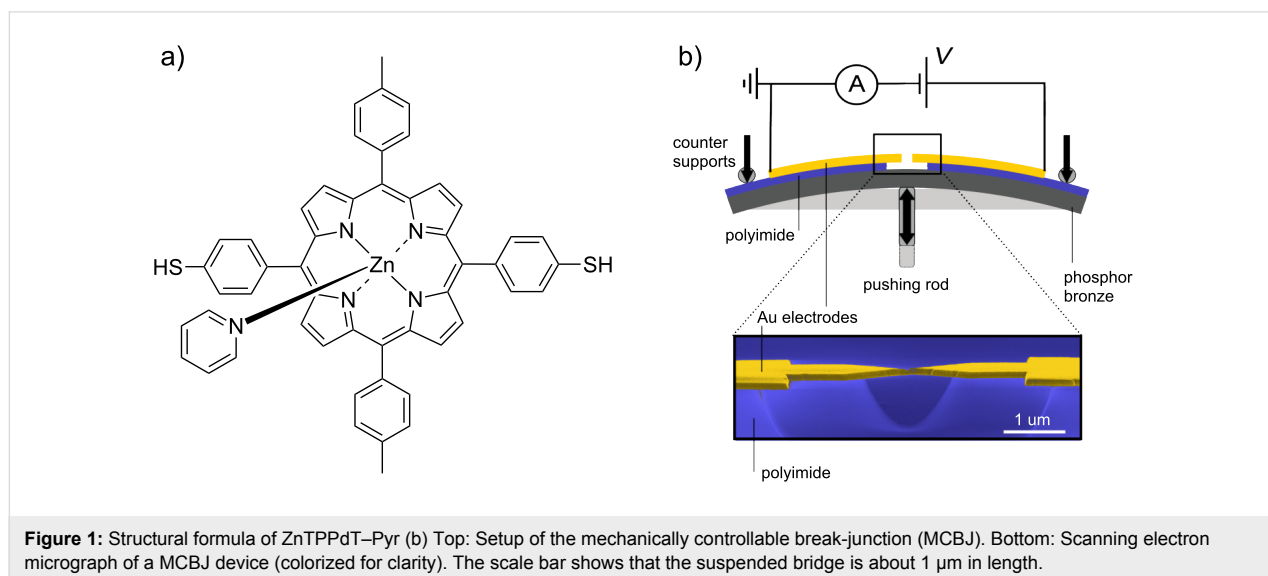 a)
N
N
HS
Zn
SH
N
N
N
b)
V
A
counter
supports
polyimide
pushing rod
phosphor
bronze
Au electrodes
1 um
polyimide
Figure 1: Structural formula of ZnTPPdT–Pyr (b) Top: Setup of the mechanically controllable break-junction (MCBJ). Bottom: Scanning electron
micrograph of a MCBJ device (colorized for clarity). The scale bar shows that the suspended bridge is about 1 μm in length.